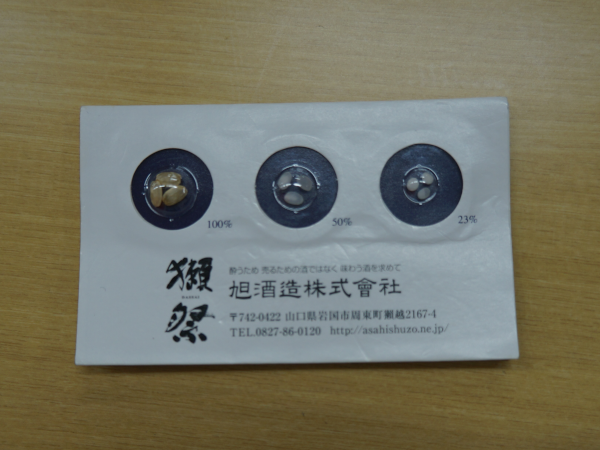 100%
50%
23%
獺祭
酔うため 売るための酒ではなく 味わう酒を求めて
旭酒造株式會社
〒742-0422 山口県岩国市周東町獺越2167-4
TEL.0827-86-0120 http://asahishuzo.ne.jp/